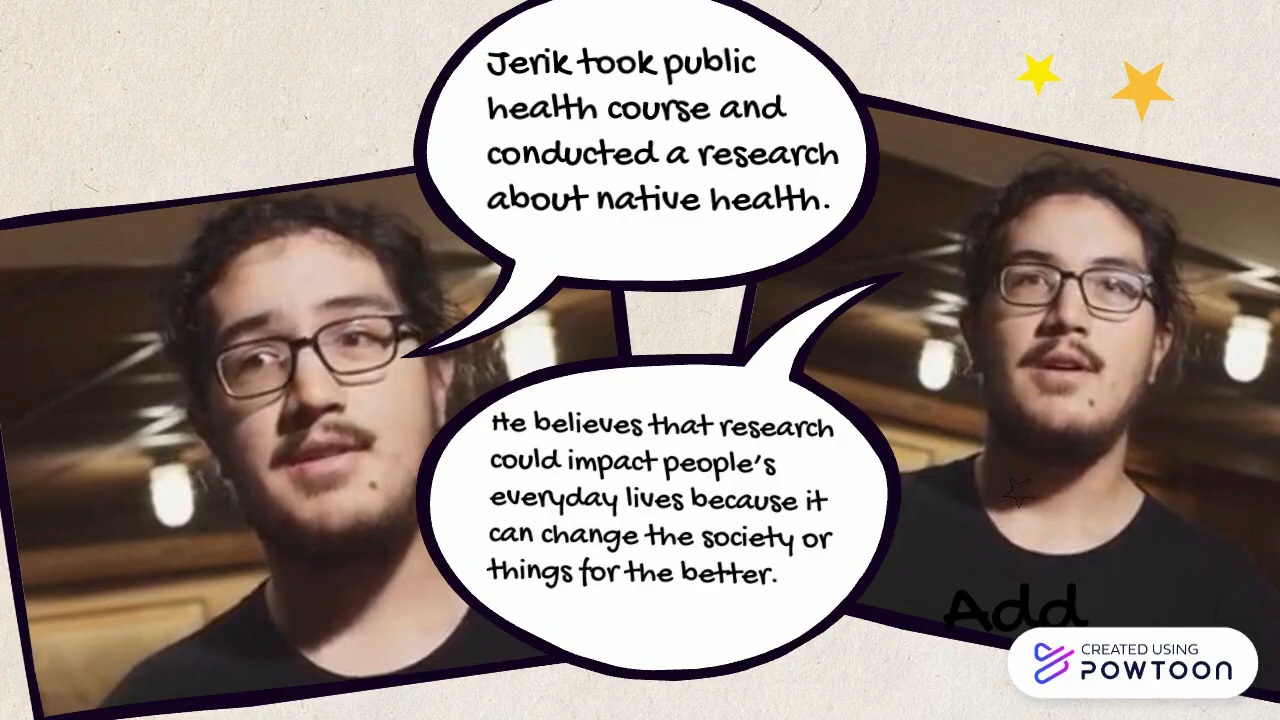 Jerik took public
health course and
conducted a research
about native health.
He believes that research
could impact people's
everyday lives because it
can change the society or
things for the better.
Add
CREATED USING
POWTOON